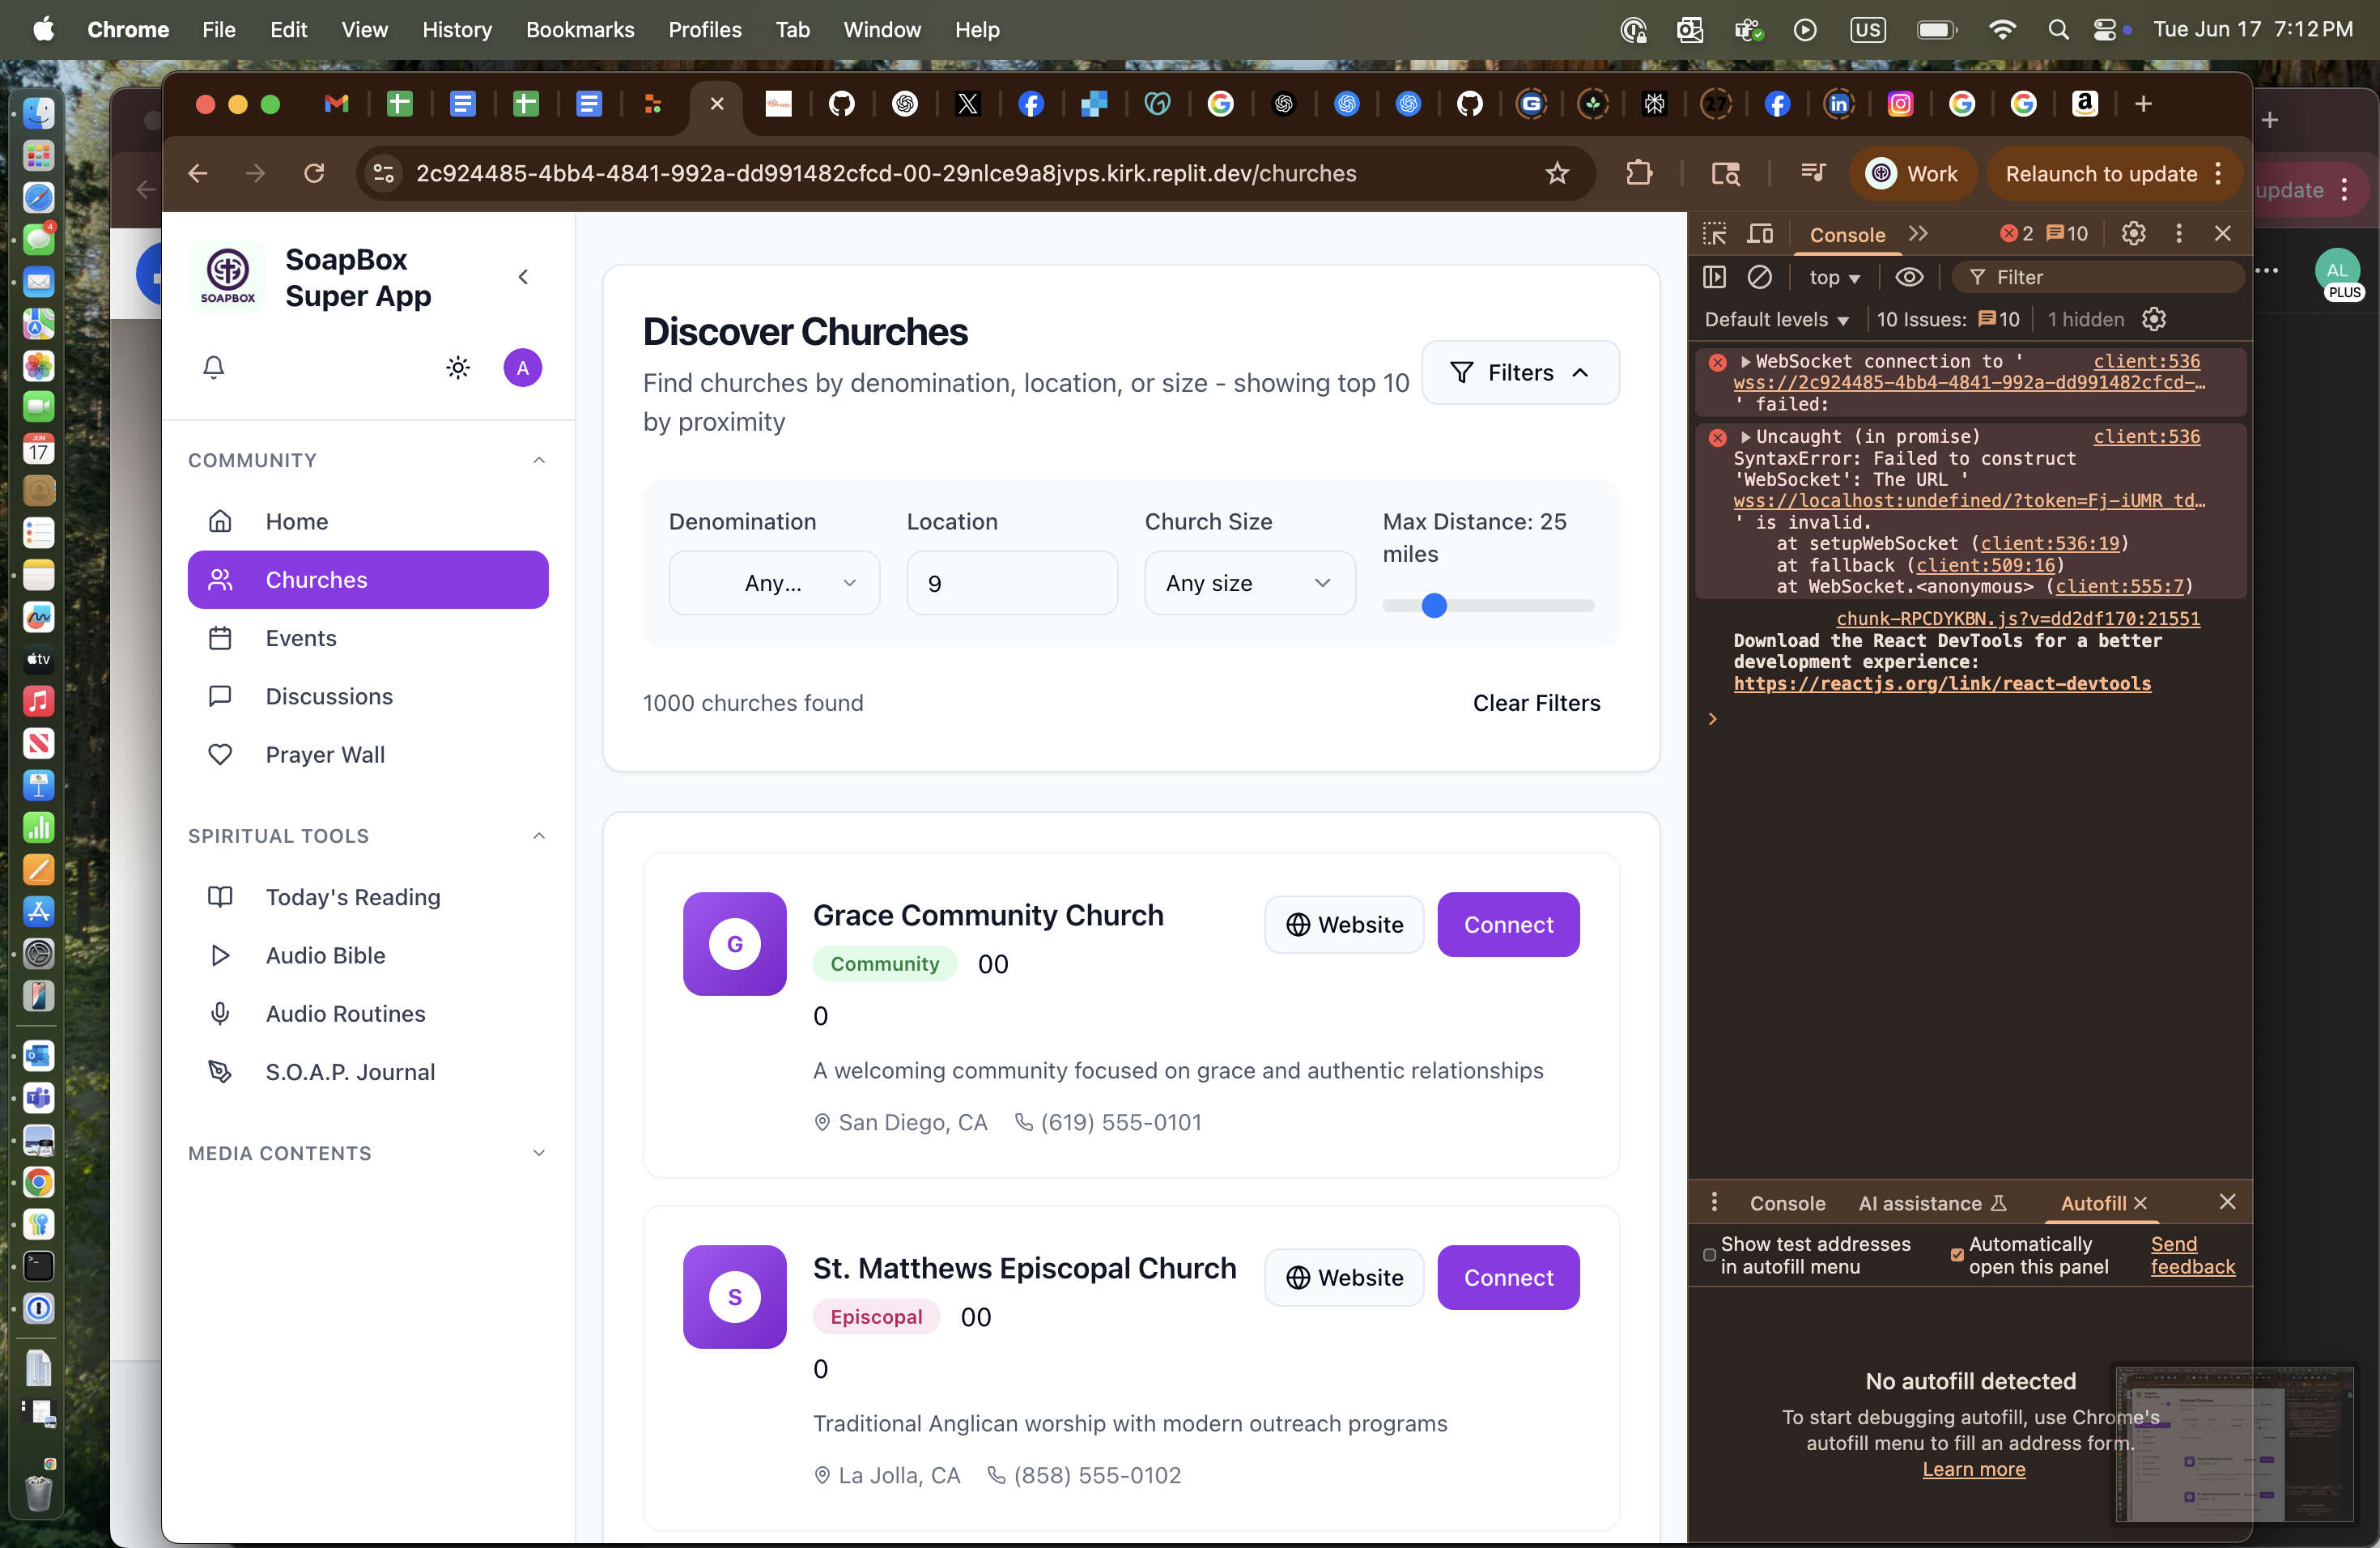 Chrome File Edit View History Bookmarks Profiles Tab Window Help US Tue Jun 17 7:12 PM
2c924485-4bb4-4841-992a-dd991482cfcd-00-29nlce9a8jvps.kirk.replit.dev/churches
Work
Relaunch to update
update
AL
PLUS
4
JUN
17
tv
SOAPBOX
SoapBox
Super App
A
COMMUNITY
Home
Churches
Events
Discussions
Prayer Wall
SPIRITUAL TOOLS
Today's Reading
Audio Bible
Audio Routines
S.O.A.P. Journal
MEDIA CONTENTS
Discover Churches
Find churches by denomination, location, or size - showing top 10
by proximity
Filters
Denomination
Any...
Location
9
Church Size
Any size
Max Distance: 25
miles
1000 churches found
Clear Filters
G
Grace Community Church
Community 00
0
A welcoming community focused on grace and authentic relationships
San Diego, CA (619) 555-0101
Website
Connect
S
St. Matthews Episcopal Church
Episcopal 00
0
Traditional Anglican worship with modern outreach programs
La Jolla, CA (858) 555-0102
Website
Connect
Console 2 10
top Filter
Default levels 10 Issues: 10 1 hidden
WebSocket connection to ' client:536
wss://2c924485-4bb4-4841-992a-dd991482cfcd-…
' failed:
Uncaught (in promise) client:536
SyntaxError: Failed to construct
'WebSocket': The URL '
wss://localhost:undefined/?token=Fj-iUMR_td…
' is invalid.
at setupWebSocket (client:536:19)
at fallback (client:509:16)
at WebSocket.<anonymous> (client:555:7)
chunk-RPCDYKBN.js?v=dd2df170:21551
Download the React DevTools for a better
development experience:
https://reactjs.org/link/react-devtools
Console AI assistance Autofill
Show test addresses
in autofill menu
Automatically
open this panel
Send
feedback
No autofill detected
To start debugging autofill, use Chrome's
autofill menu to fill an address form.
Learn more